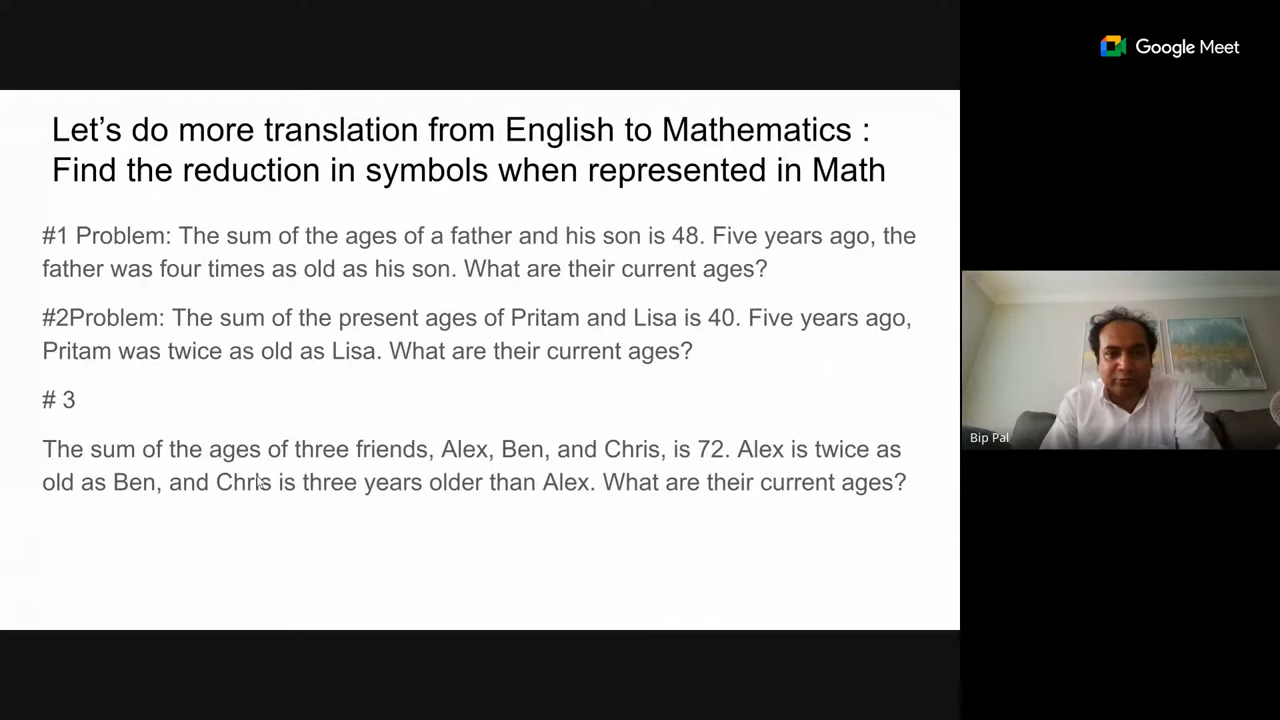 Google Meet
Let's do more translation from English to Mathematics :
Find the reduction in symbols when represented in Math
#1 Problem: The sum of the ages of a father and his son is 48. Five years ago, the
father was four times as old as his son. What are their current ages?
#2Problem: The sum of the present ages of Pritam and Lisa is 40. Five years ago,
Pritam was twice as old as Lisa. What are their current ages?
# 3
The sum of the ages of three friends, Alex, Ben, and Chris, is 72. Alex is twice as
old as Ben, and Chris is three years older than Alex. What are their current ages?
Bip Pal